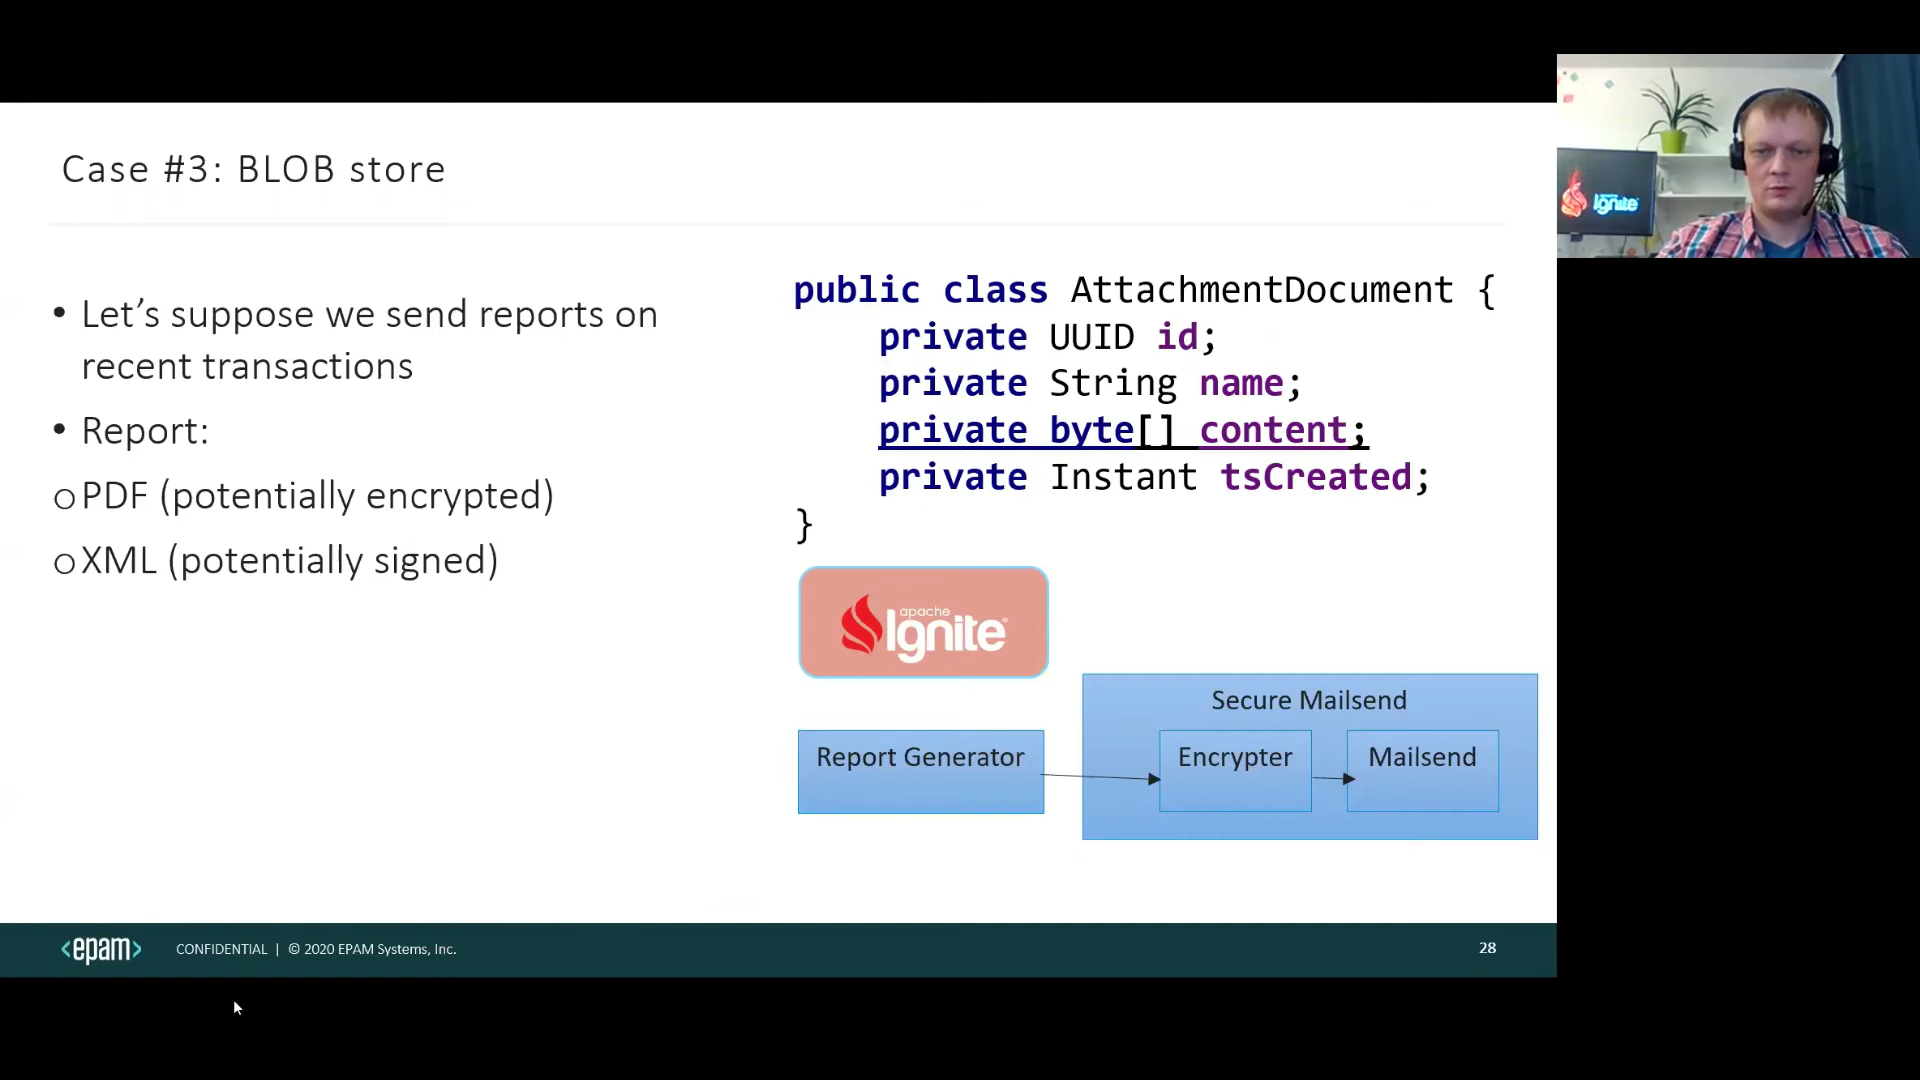 Case #3: BLOB store
• Let’s suppose we send reports on
recent transactions
• Report:
o PDF (potentially encrypted)
o XML (potentially signed)
public class AttachmentDocument {
private UUID id;
private String name;
private byte[] content;
private Instant tsCreated;
}
apache
Ignite
Secure Mailsend
Report Generator
Encrypter
Mailsend
<epam>
CONFIDENTIAL | © 2020 EPAM Systems, Inc.
28
Ignite